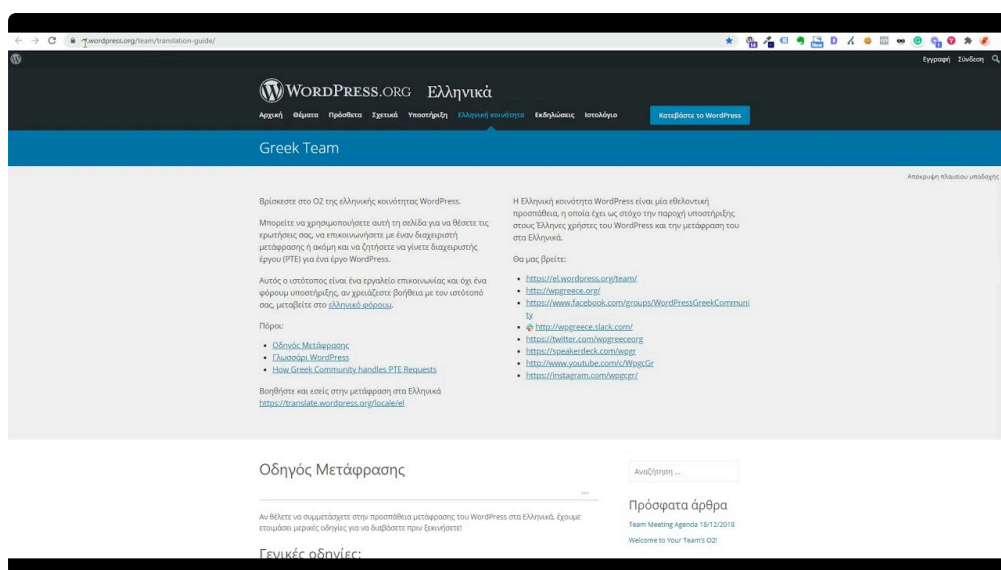 wordpress.org/team/translation-guide/
Εγγραφή Σύνδεση
WORDPRESS.ORG Ελληνικά
Αρχική Θέματα Πρόσθετα Σχετικά Υποστήριξη Ελληνική κοινότητα Εκδηλώσεις Ιστολόγιο Κατεβάστε το WordPress
Greek Team
Απόκρυψη πλαισίου υποδοχής
Βρίσκεστε στο O2 της ελληνικής κοινότητας WordPress.
Μπορείτε να χρησιμοποιήσετε αυτή τη σελίδα για να θέσετε τις
ερωτήσεις σας, να επικοινωνήσετε με έναν διαχειριστή
μετάφρασης ή ακόμη και να ζητήσετε να γίνετε διαχειριστής
έργου (PTE) για ένα έργο WordPress.
Αυτός ο ιστότοπος είναι ένα εργαλείο επικοινωνίας και όχι ένα
φόρουμ υποστήριξης, αν χρειάζεστε βοήθεια με τον ιστότοπό
σας, μεταβείτε στο ελληνικό φόρουμ.
Πόροι:
Οδηγός Μετάφρασης
Γλωσσάρι WordPress
How Greek Community handles PTE Requests
Βοηθήστε και εσείς στην μετάφραση στα Ελληνικά
https://translate.wordpress.org/locale/el
Η Ελληνική κοινότητα WordPress είναι μία εθελοντική
προσπάθεια, η οποία έχει ως στόχο την παροχή υποστήριξης
στους Έλληνες χρήστες του WordPress και την μετάφραση του
στα Ελληνικά.
Θα μας βρείτε:
https://el.wordpress.org/team/
http://wpgreece.org/
https://www.facebook.com/groups/WordPressGreekCommuni
ty
http://wpgreece.slack.com/
https://twitter.com/wpgreeceorg
https://speakerdeck.com/wpgr
http://www.youtube.com/c/WpgcGr
https://instagram.com/wpgcgr/
Οδηγός Μετάφρασης
Αν θέλετε να συμμετάσχετε στην προσπάθεια μετάφρασης του WordPress στα Ελληνικά, έχουμε
ετοιμάσει μερικές οδηγίες για να διαβάσετε πριν ξεκινήσετε!
Γενικές οδηγίες:
Αναζήτηση ...
Πρόσφατα άρθρα
Team Meeting Agenda 18/12/2018
Welcome to Your Team's O2!